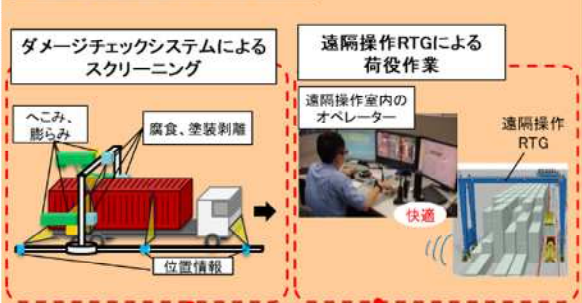 ダメージチェックシステムによる
スクリーニング
へこみ、
膨らみ
腐食、塗装剥離
位置情報
遠隔操作RTGによる
荷役作業
遠隔操作室内の
オペレーター
遠隔操作
RTG
快適